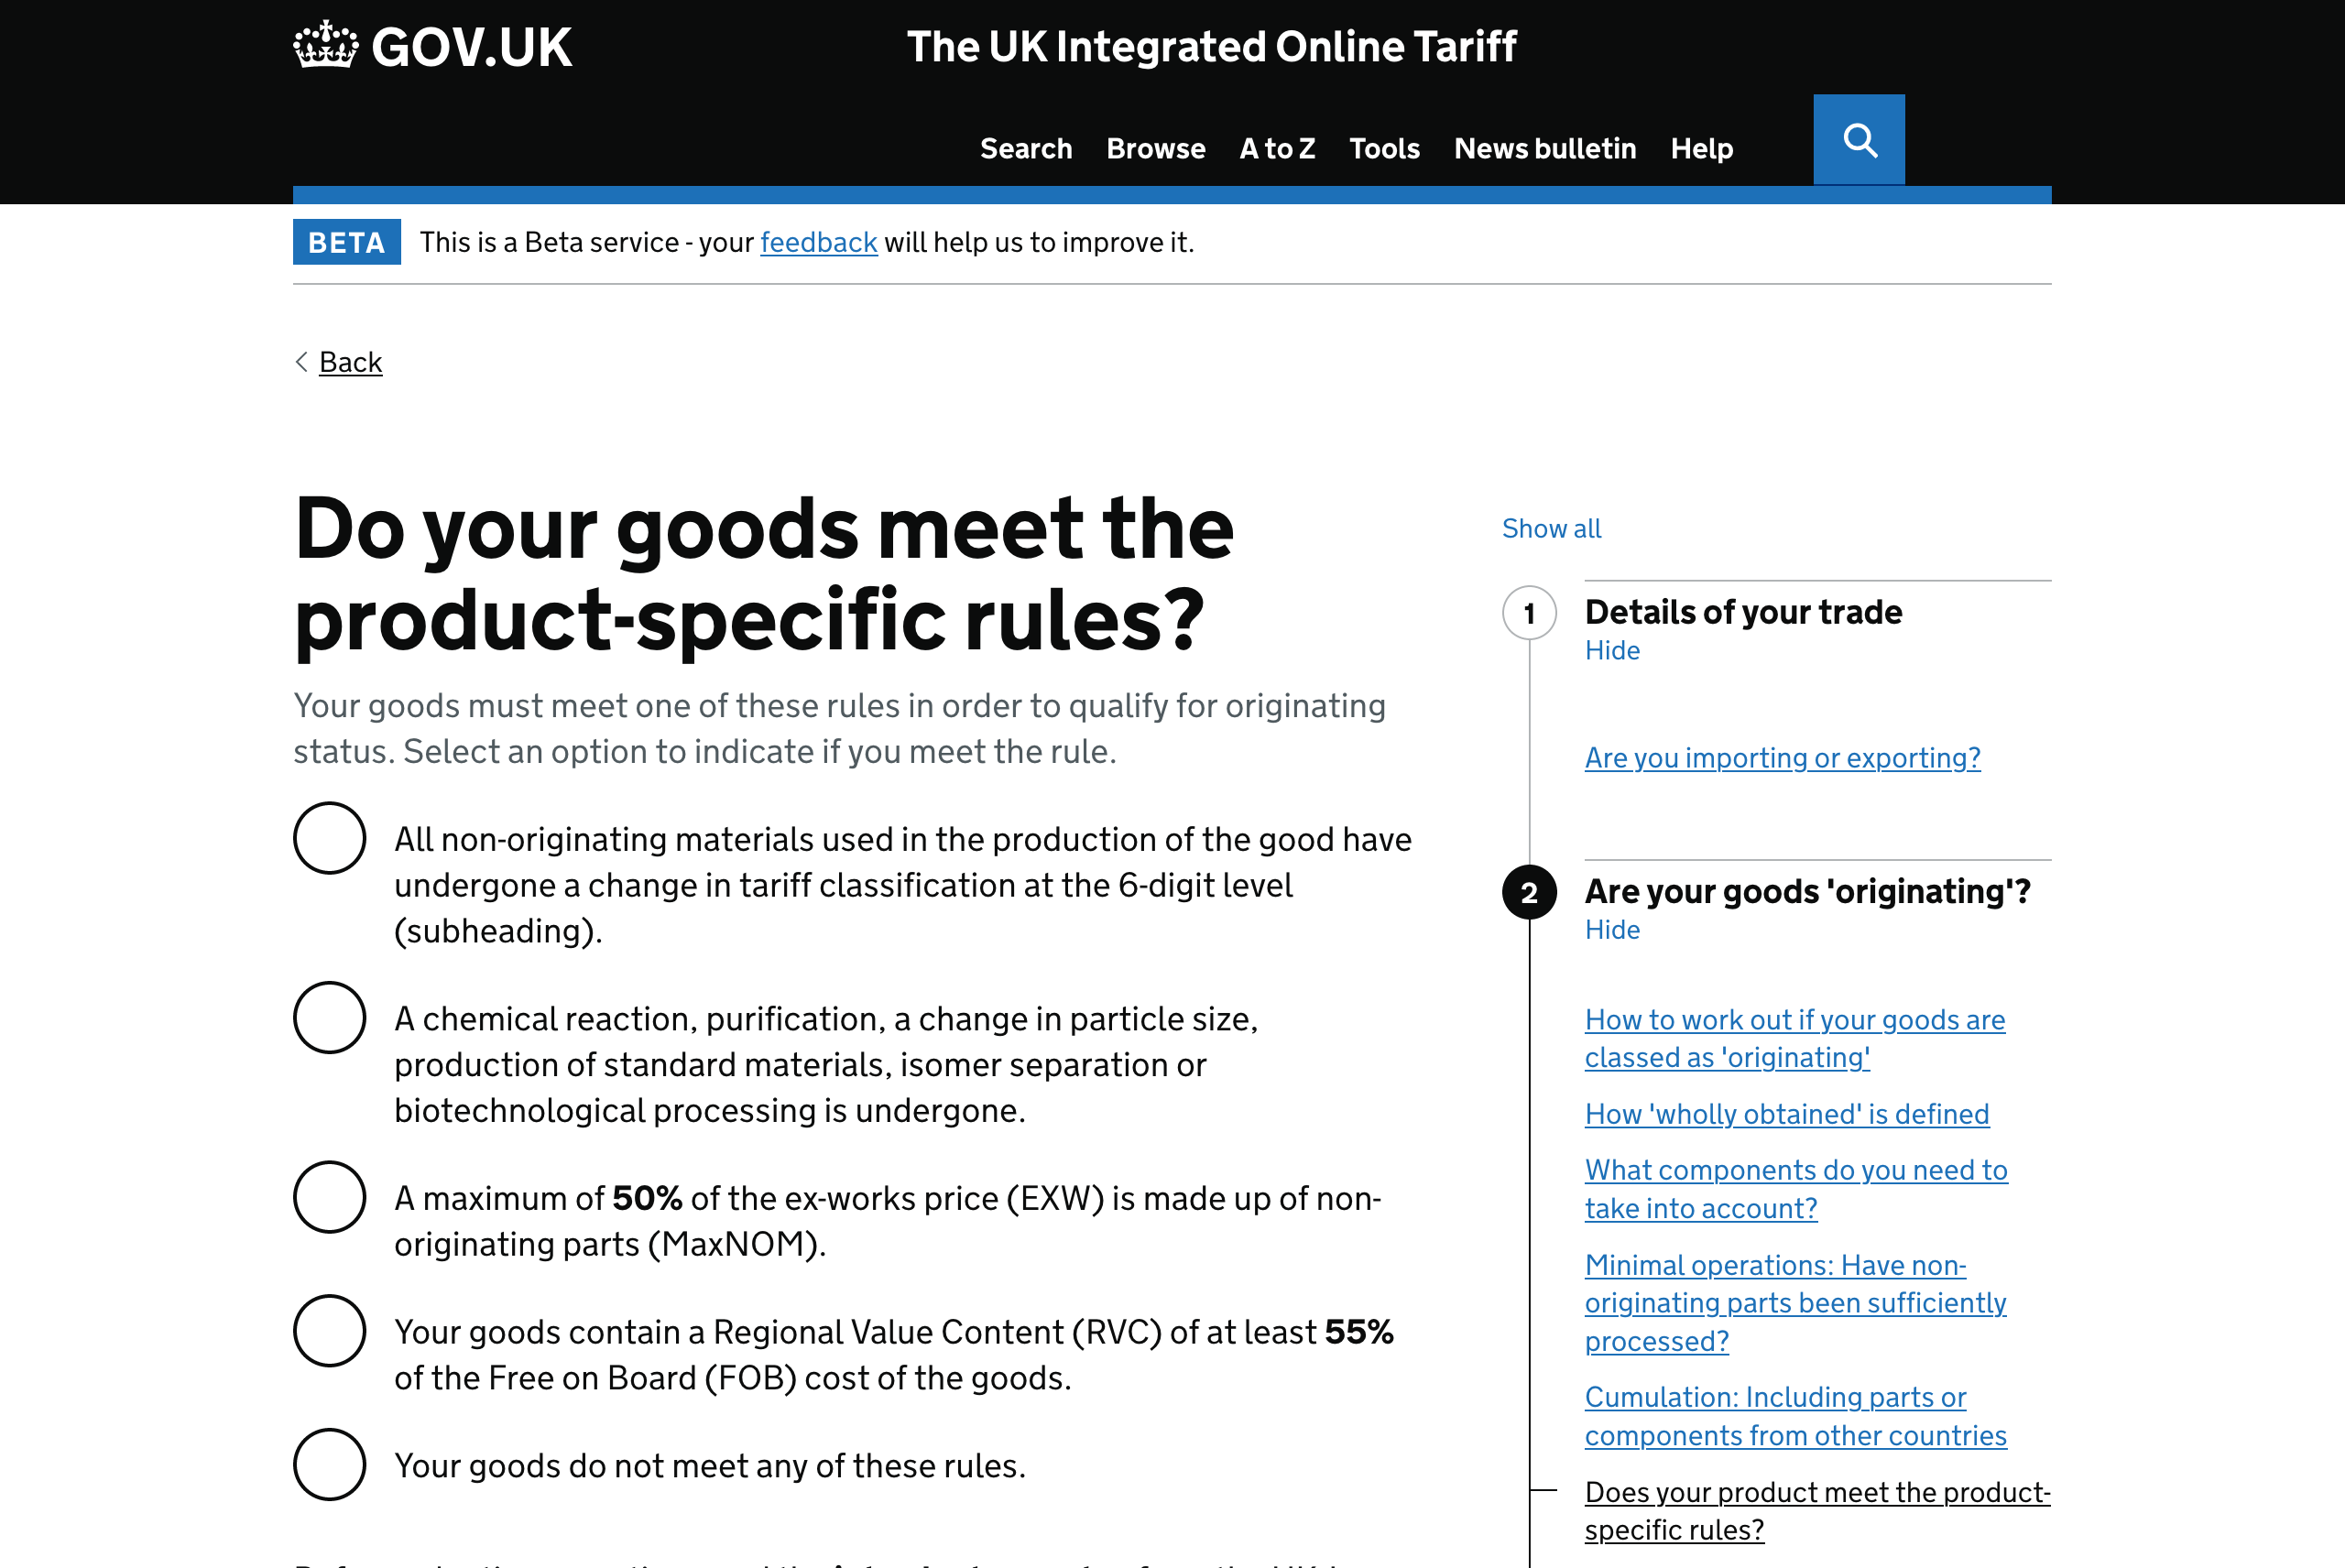 GOV.UK
The UK Integrated Online Tariff
Search Browse A to Z Tools News bulletin Help
BETA This is a Beta service - your feedback will help us to improve it.
Back
Do your goods meet the
product-specific rules?
Your goods must meet one of these rules in order to qualify for originating
status. Select an option to indicate if you meet the rule.
All non-originating materials used in the production of the good have
undergone a change in tariff classification at the 6-digit level
(subheading).
A chemical reaction, purification, a change in particle size,
production of standard materials, isomer separation or
biotechnological processing is undergone.
A maximum of 50% of the ex-works price (EXW) is made up of non-
originating parts (MaxNOM).
Your goods contain a Regional Value Content (RVC) of at least 55%
of the Free on Board (FOB) cost of the goods.
Your goods do not meet any of these rules.
Show all
1 Details of your trade
Hide
Are you importing or exporting?
2 Are your goods 'originating'?
Hide
How to work out if your goods are
classed as 'originating'
How 'wholly obtained' is defined
What components do you need to
take into account?
Minimal operations: Have non-
originating parts been sufficiently
processed?
Cumulation: Including parts or
components from other countries
Does your product meet the product-
specific rules?